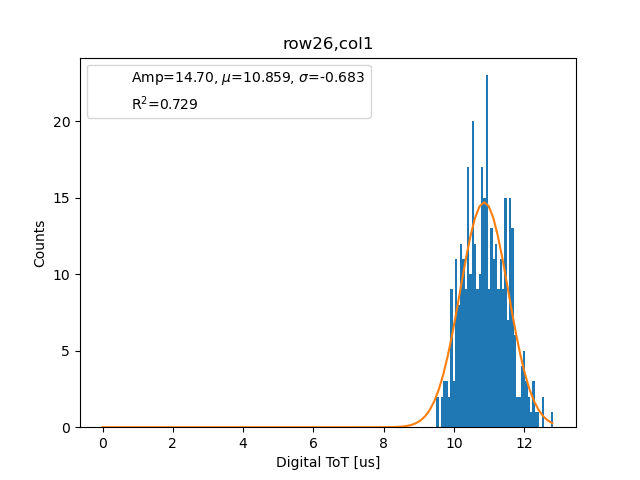 row26,col1
Amp=14.70, μ=10.859, σ=-0.683
R²=0.729
Counts
20
15
10
5
0
0 2 4 6 8 10 12
Digital ToT [us]